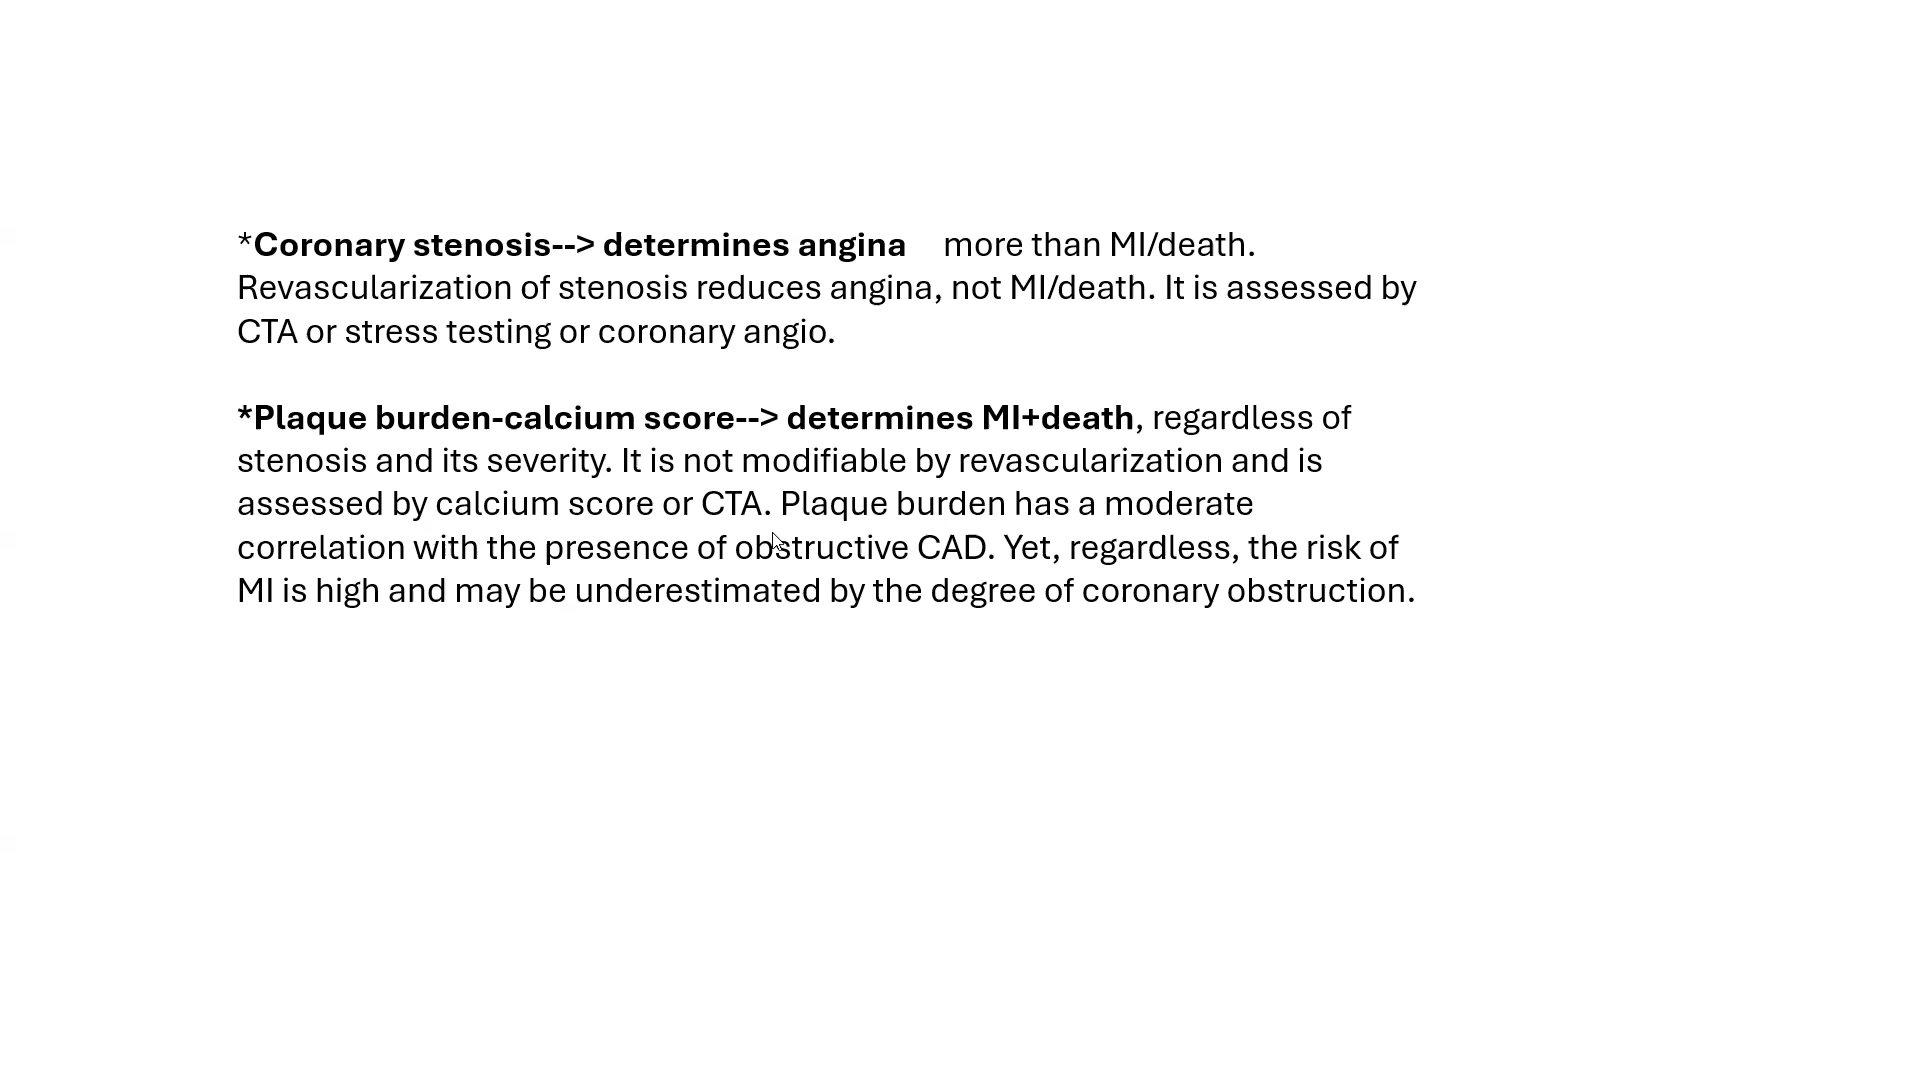 *Coronary stenosis--> determines angina more than MI/death.
Revascularization of stenosis reduces angina, not MI/death. It is assessed by
CTA or stress testing or coronary angio.
*Plaque burden-calcium score--> determines MI+death, regardless of
stenosis and its severity. It is not modifiable by revascularization and is
assessed by calcium score or CTA. Plaque burden has a moderate
correlation with the presence of obstructive CAD. Yet, regardless, the risk of
MI is high and may be underestimated by the degree of coronary obstruction.